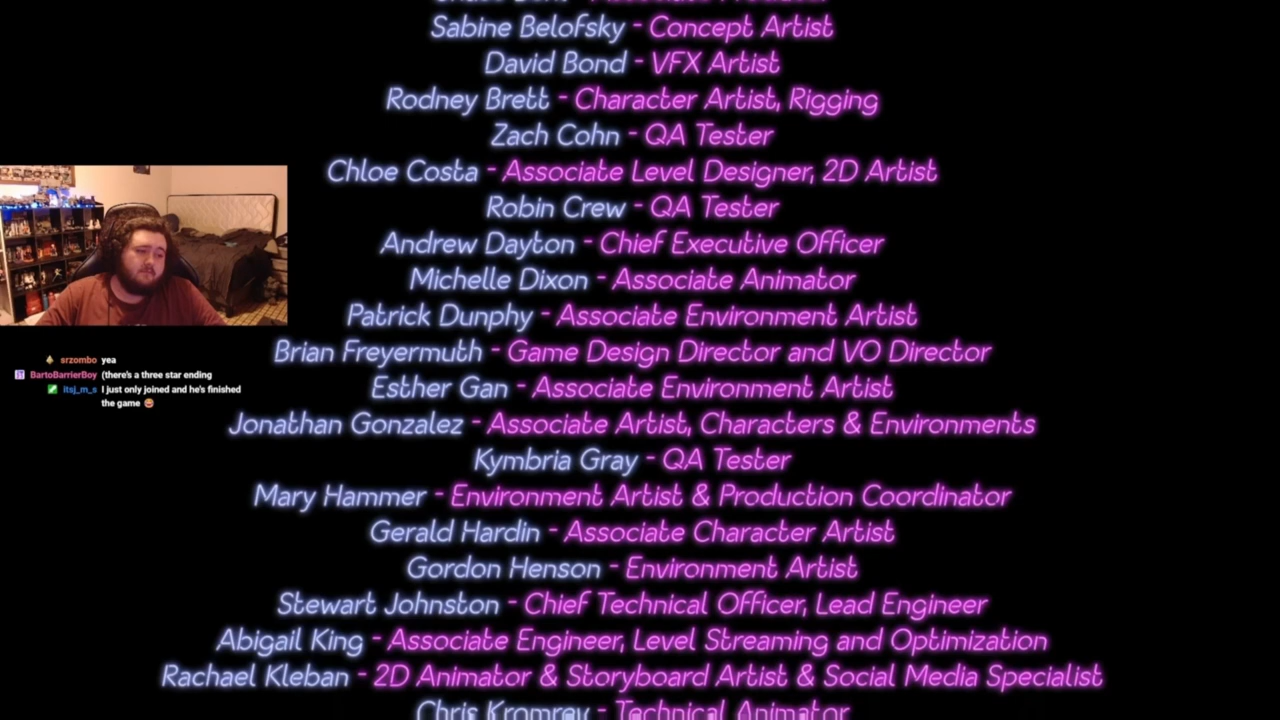 Sabine Belofsky - Concept Artist
David Bond - VFX Artist
Rodney Brett - Character Artist, Rigging
Zach Cohn - QA Tester
Chloe Costa - Associate Level Designer, 2D Artist
Robin Crew - QA Tester
Andrew Dayton - Chief Executive Officer
Michelle Dixon - Associate Animator
Patrick Dunphy - Associate Environment Artist
Brian Freyermuth - Game Design Director and VO Director
srzombo yea
BartoBarrierBoy (there's a three star ending
itsj_m_s I just only joined and he's finished
the game
Esther Gan - Associate Environment Artist
Jonathan Gonzalez - Associate Artist, Characters & Environments
Kymbria Gray - QA Tester
Mary Hammer - Environment Artist & Production Coordinator
Gerald Hardin - Associate Character Artist
Gordon Henson - Environment Artist
Stewart Johnston - Chief Technical Officer, Lead Engineer
Abigail King - Associate Engineer, Level Streaming and Optimization
Rachael Kleban - 2D Animator & Storyboard Artist & Social Media Specialist
Chris Kromrey - Technical Animator